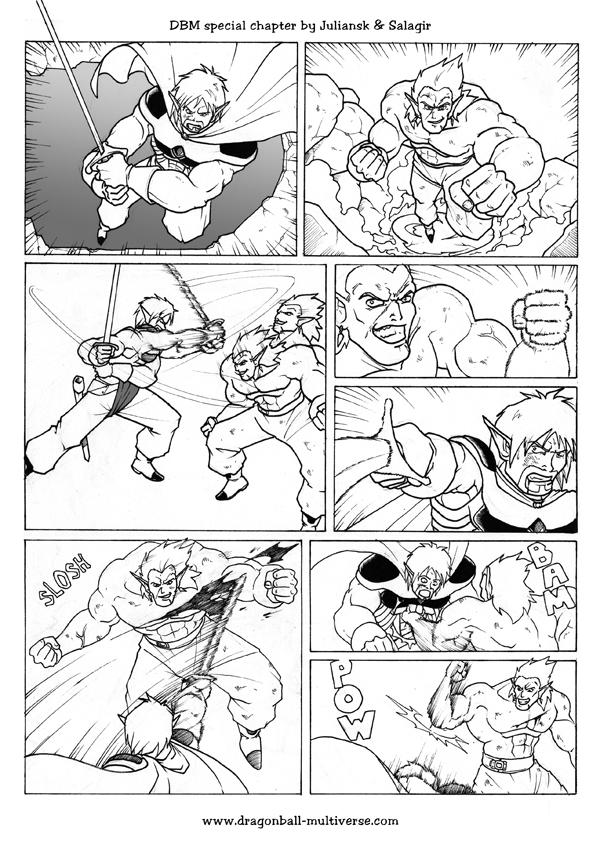 DBM special chapter by Juliansk & Salagir
SLOSH
BAM
POW
www.dragonball-multiverse.com